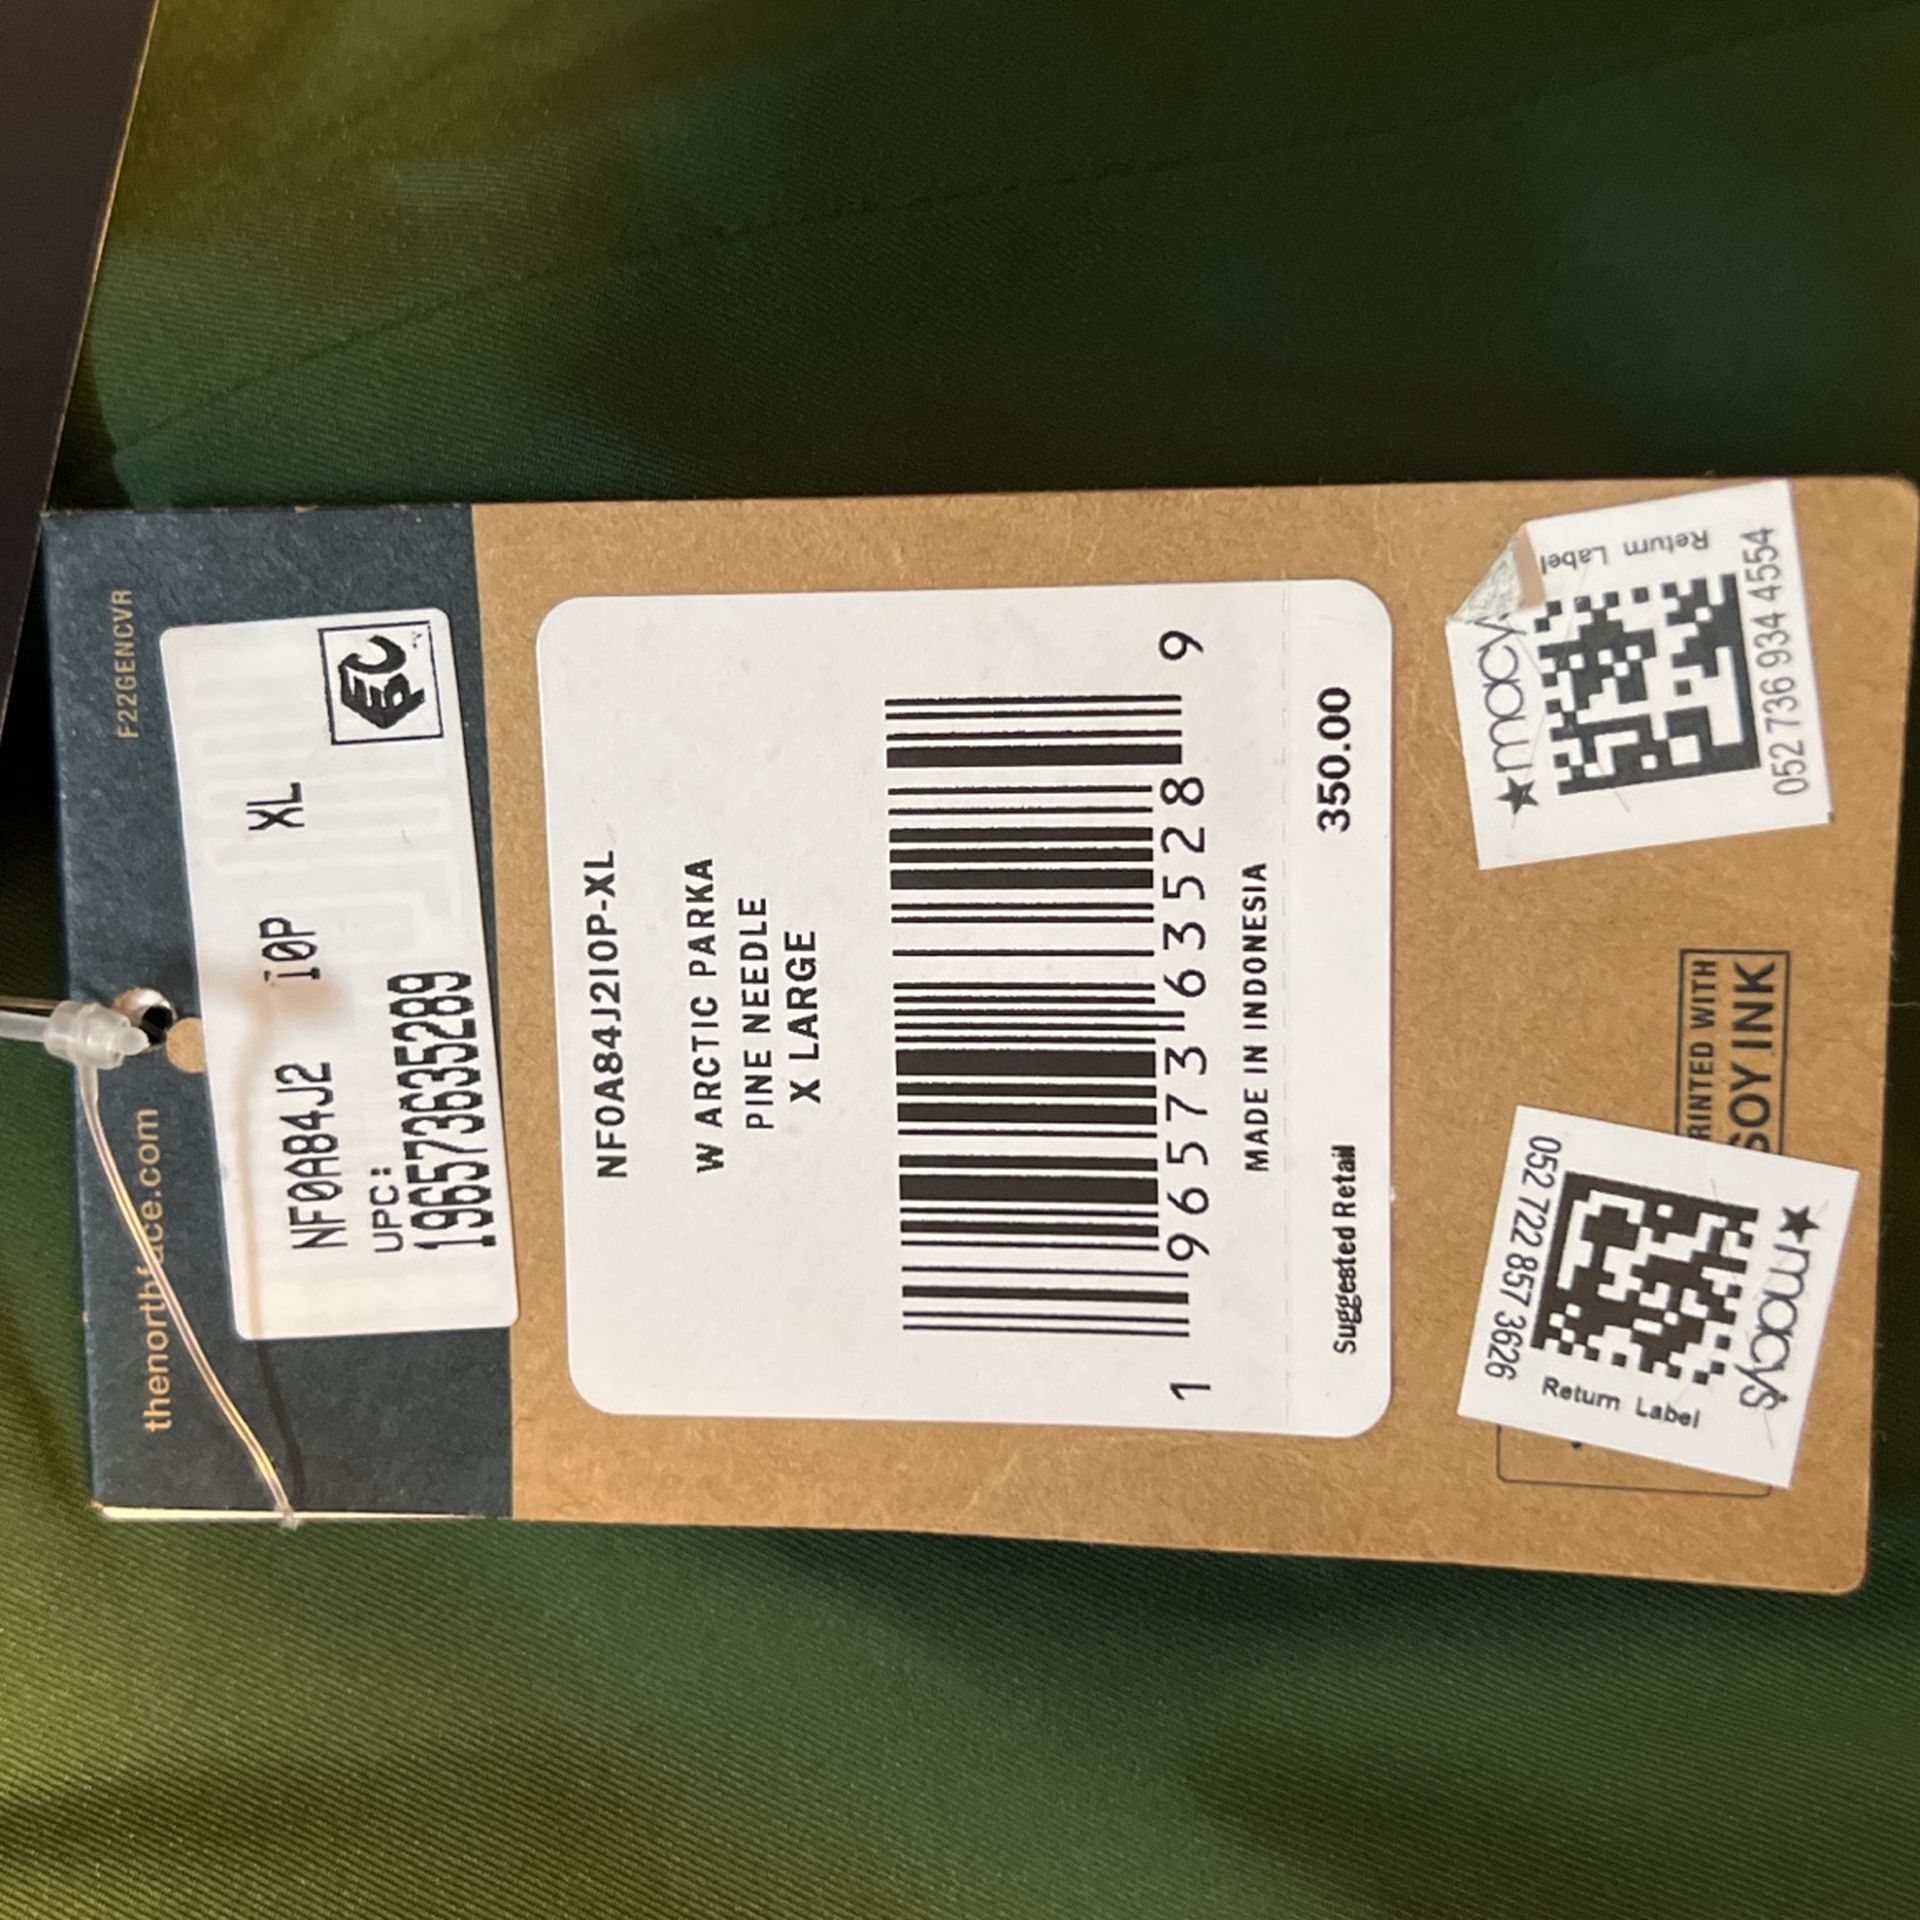 F22GENCVR
thenorthface.com
NF0A84J2 I0P XL
UPC:
196573635289
EPC
NF0A84J2I0P-XL
W ARCTIC PARKA
PINE NEEDLE
X LARGE
1 96573 63528 9
MADE IN INDONESIA
Suggested Retail 350.00
RINTED WITH
SOY INK
052 722 857 3626
Return Label
★macy's
★macy's
Return Label
052 736 934 4554